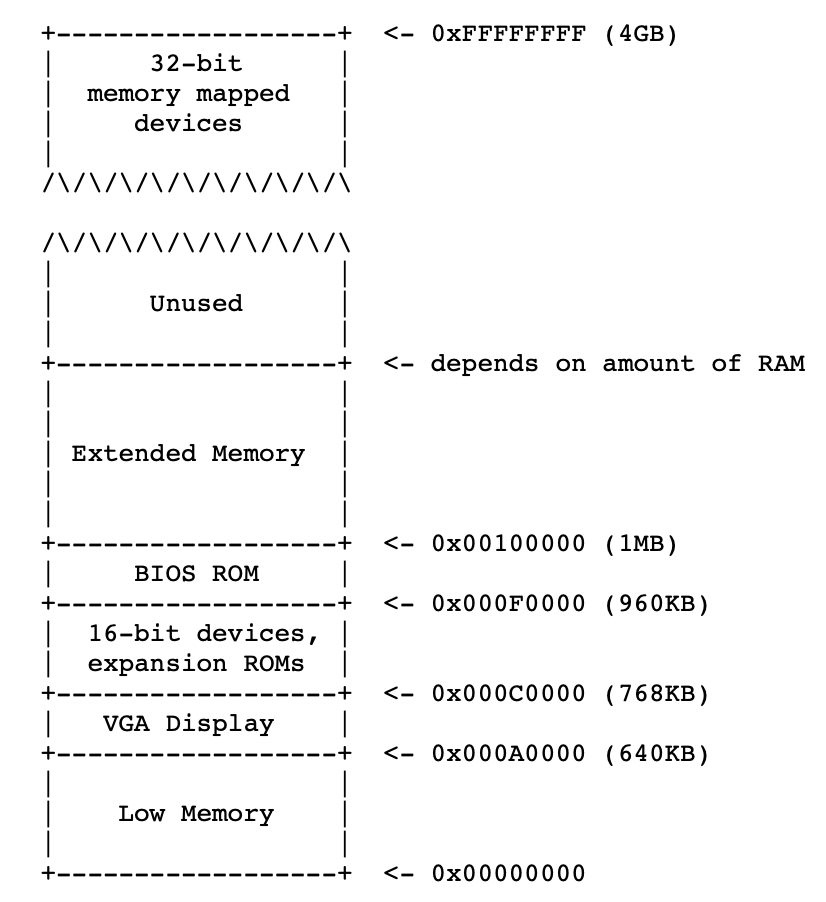 +------------------+  <- 0xFFFFFFFF (4GB)
|      32-bit      |
|  memory mapped   |
|     devices      |
|                  |
/\/\/\/\/\/\/\/\/\/\

/\/\/\/\/\/\/\/\/\/\
|                  |
|      Unused      |
|                  |
+------------------+  <- depends on amount of RAM
|                  |
|                  |
| Extended Memory  |
|                  |
|                  |
+------------------+  <- 0x00100000 (1MB)
|     BIOS ROM     |
+------------------+  <- 0x000F0000 (960KB)
|  16-bit devices, |
|  expansion ROMs  |
+------------------+  <- 0x000C0000 (768KB)
|   VGA Display    |
+------------------+  <- 0x000A0000 (640KB)
|                  |
|    Low Memory    |
|                  |
+------------------+  <- 0x00000000